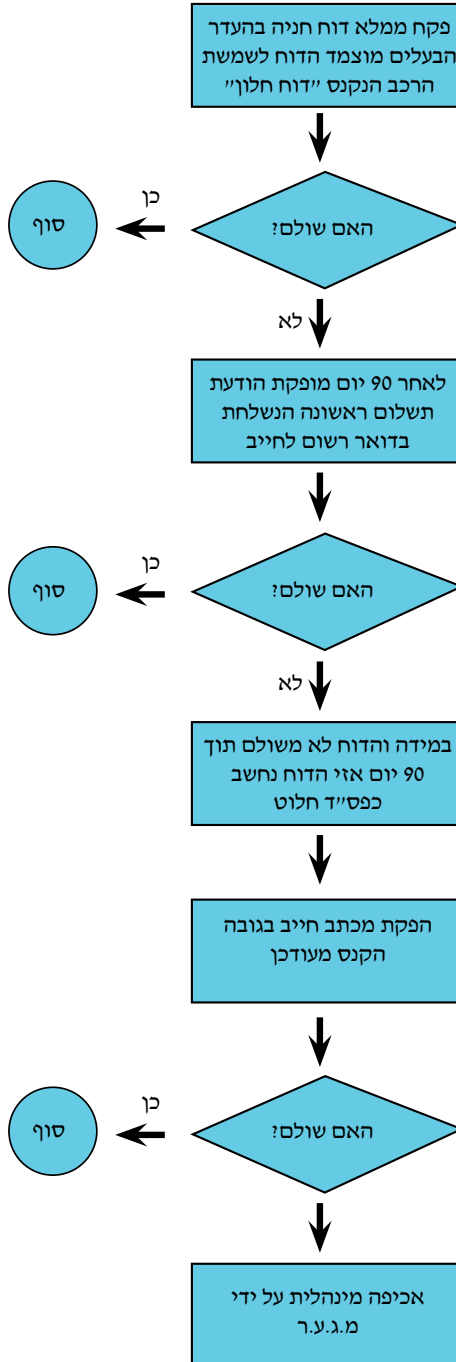 פקח ממלא דוח חניה בהעדר
הבעלים מוצמד הדוח לשמשת
הרכב הנקנס "דוח חלון"
האם שולם?
כן
סוף
לא
לאחר 90 יום מופקת הודעת
תשלום ראשונה הנשלחת
בדואר רשום לחייב
האם שולם?
כן
סוף
לא
במידה והדוח לא משולם תוך
90 יום אזי הדוח נחשב
כפס"ד חלוט
הפקת מכתב חייב בגובה
הקנס מעודכן
האם שולם?
כן
סוף
אכיפה מינהלית על ידי
מ.ג.ע.ר